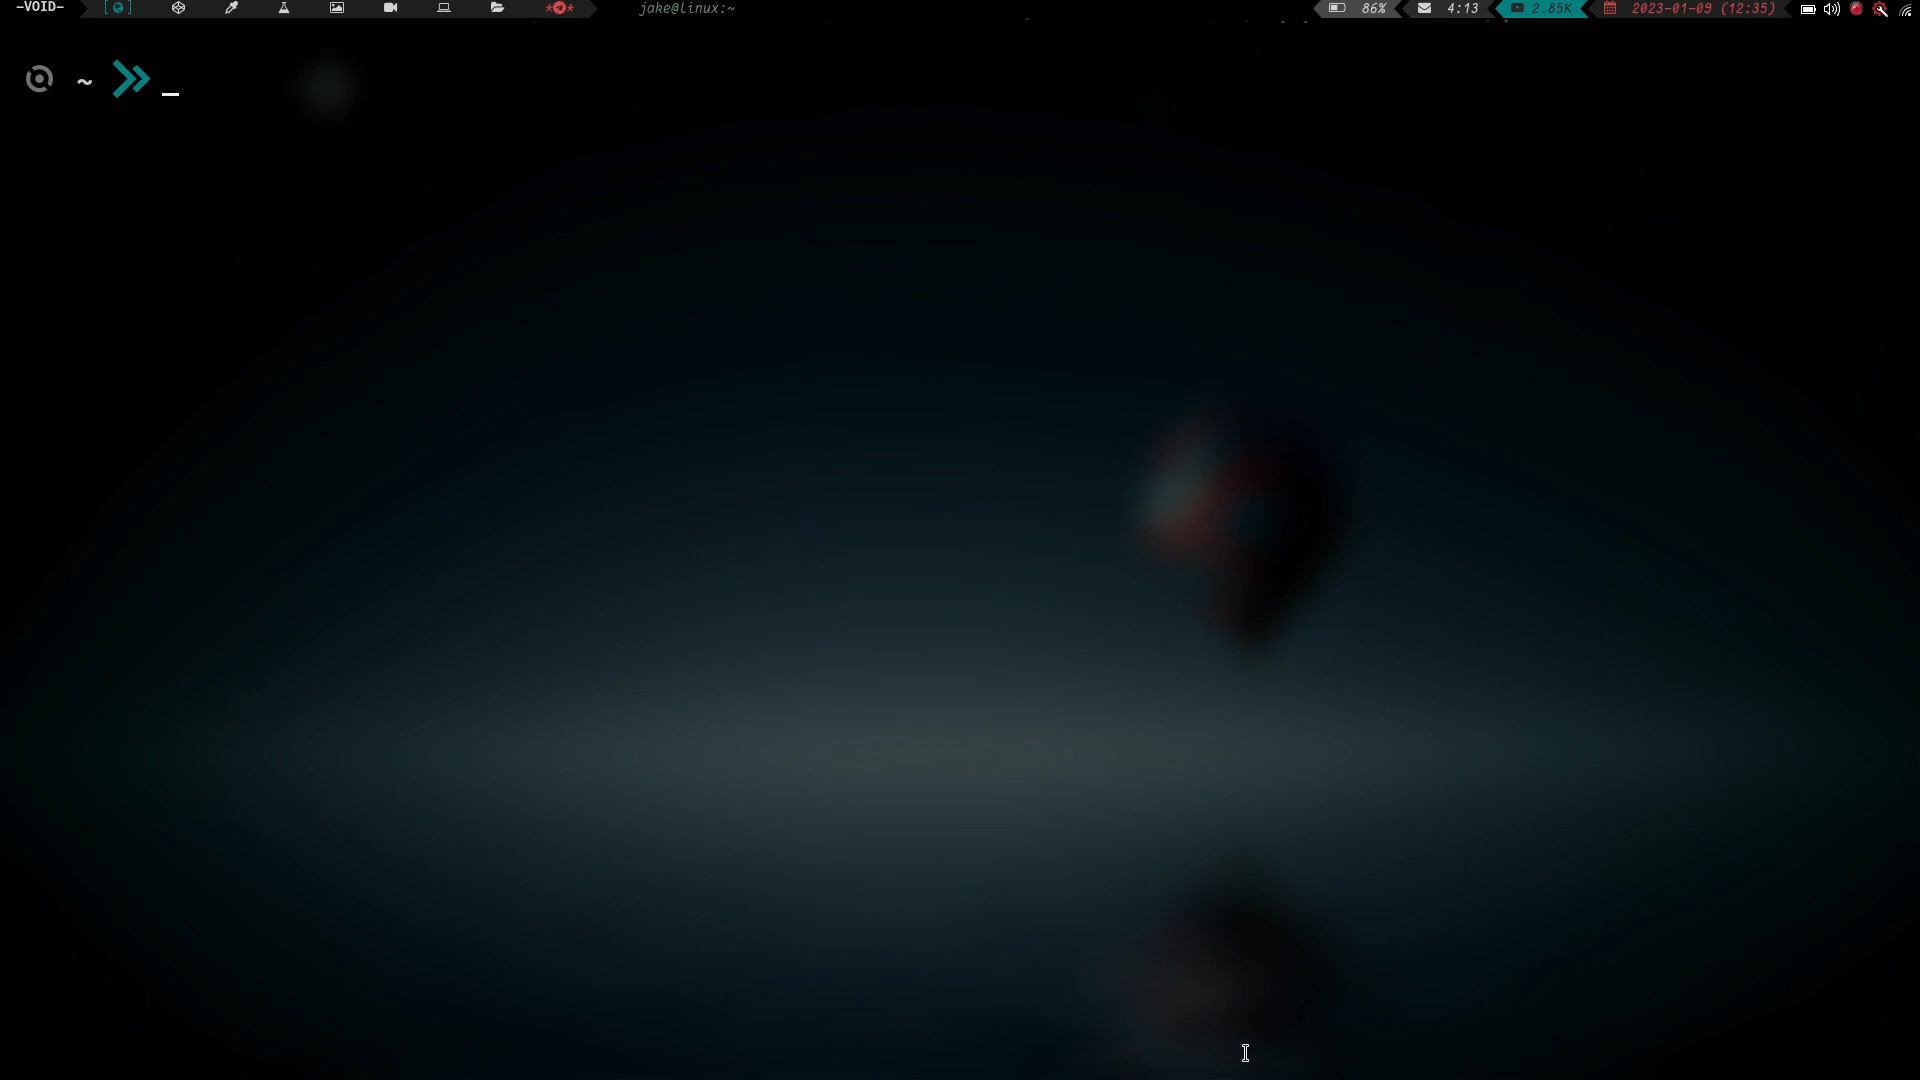 -VOID- [ ] * * jake@linux:~ 86% 4:13 2.85K 2023-01-09 (12:35)
~ _